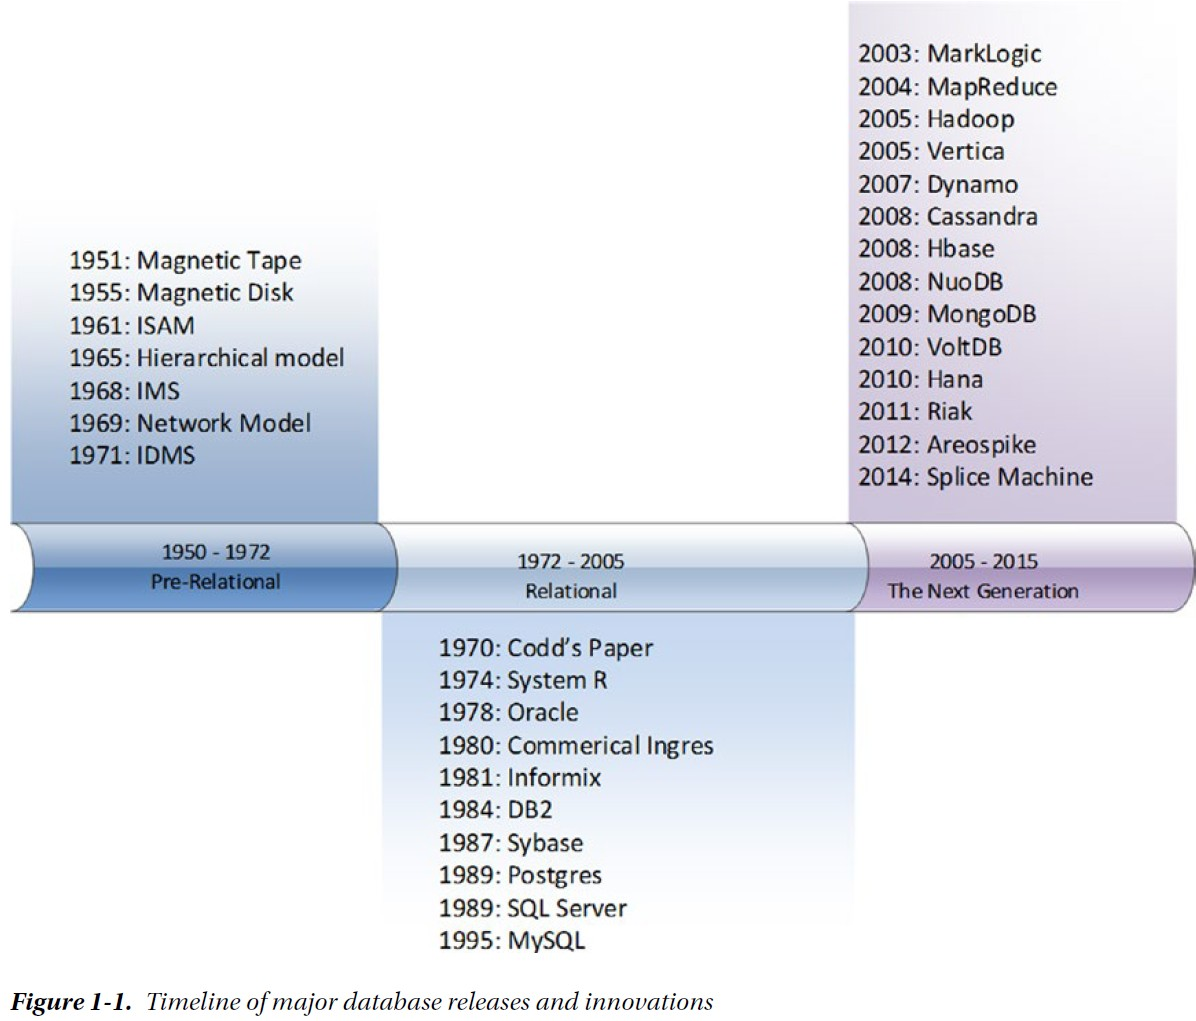 1951: Magnetic Tape
1955: Magnetic Disk
1961: ISAM
1965: Hierarchical model
1968: IMS
1969: Network Model
1971: IDMS
1950 - 1972
Pre-Relational
1972 - 2005
Relational
1970: Codd’s Paper
1974: System R
1978: Oracle
1980: Commerical Ingres
1981: Informix
1984: DB2
1987: Sybase
1989: Postgres
1989: SQL Server
1995: MySQL
2003: MarkLogic
2004: MapReduce
2005: Hadoop
2005: Vertica
2007: Dynamo
2008: Cassandra
2008: Hbase
2008: NuoDB
2009: MongoDB
2010: VoltDB
2010: Hana
2011: Riak
2012: Areospike
2014: Splice Machine
2005 - 2015
The Next Generation
Figure 1-1. Timeline of major database releases and innovations